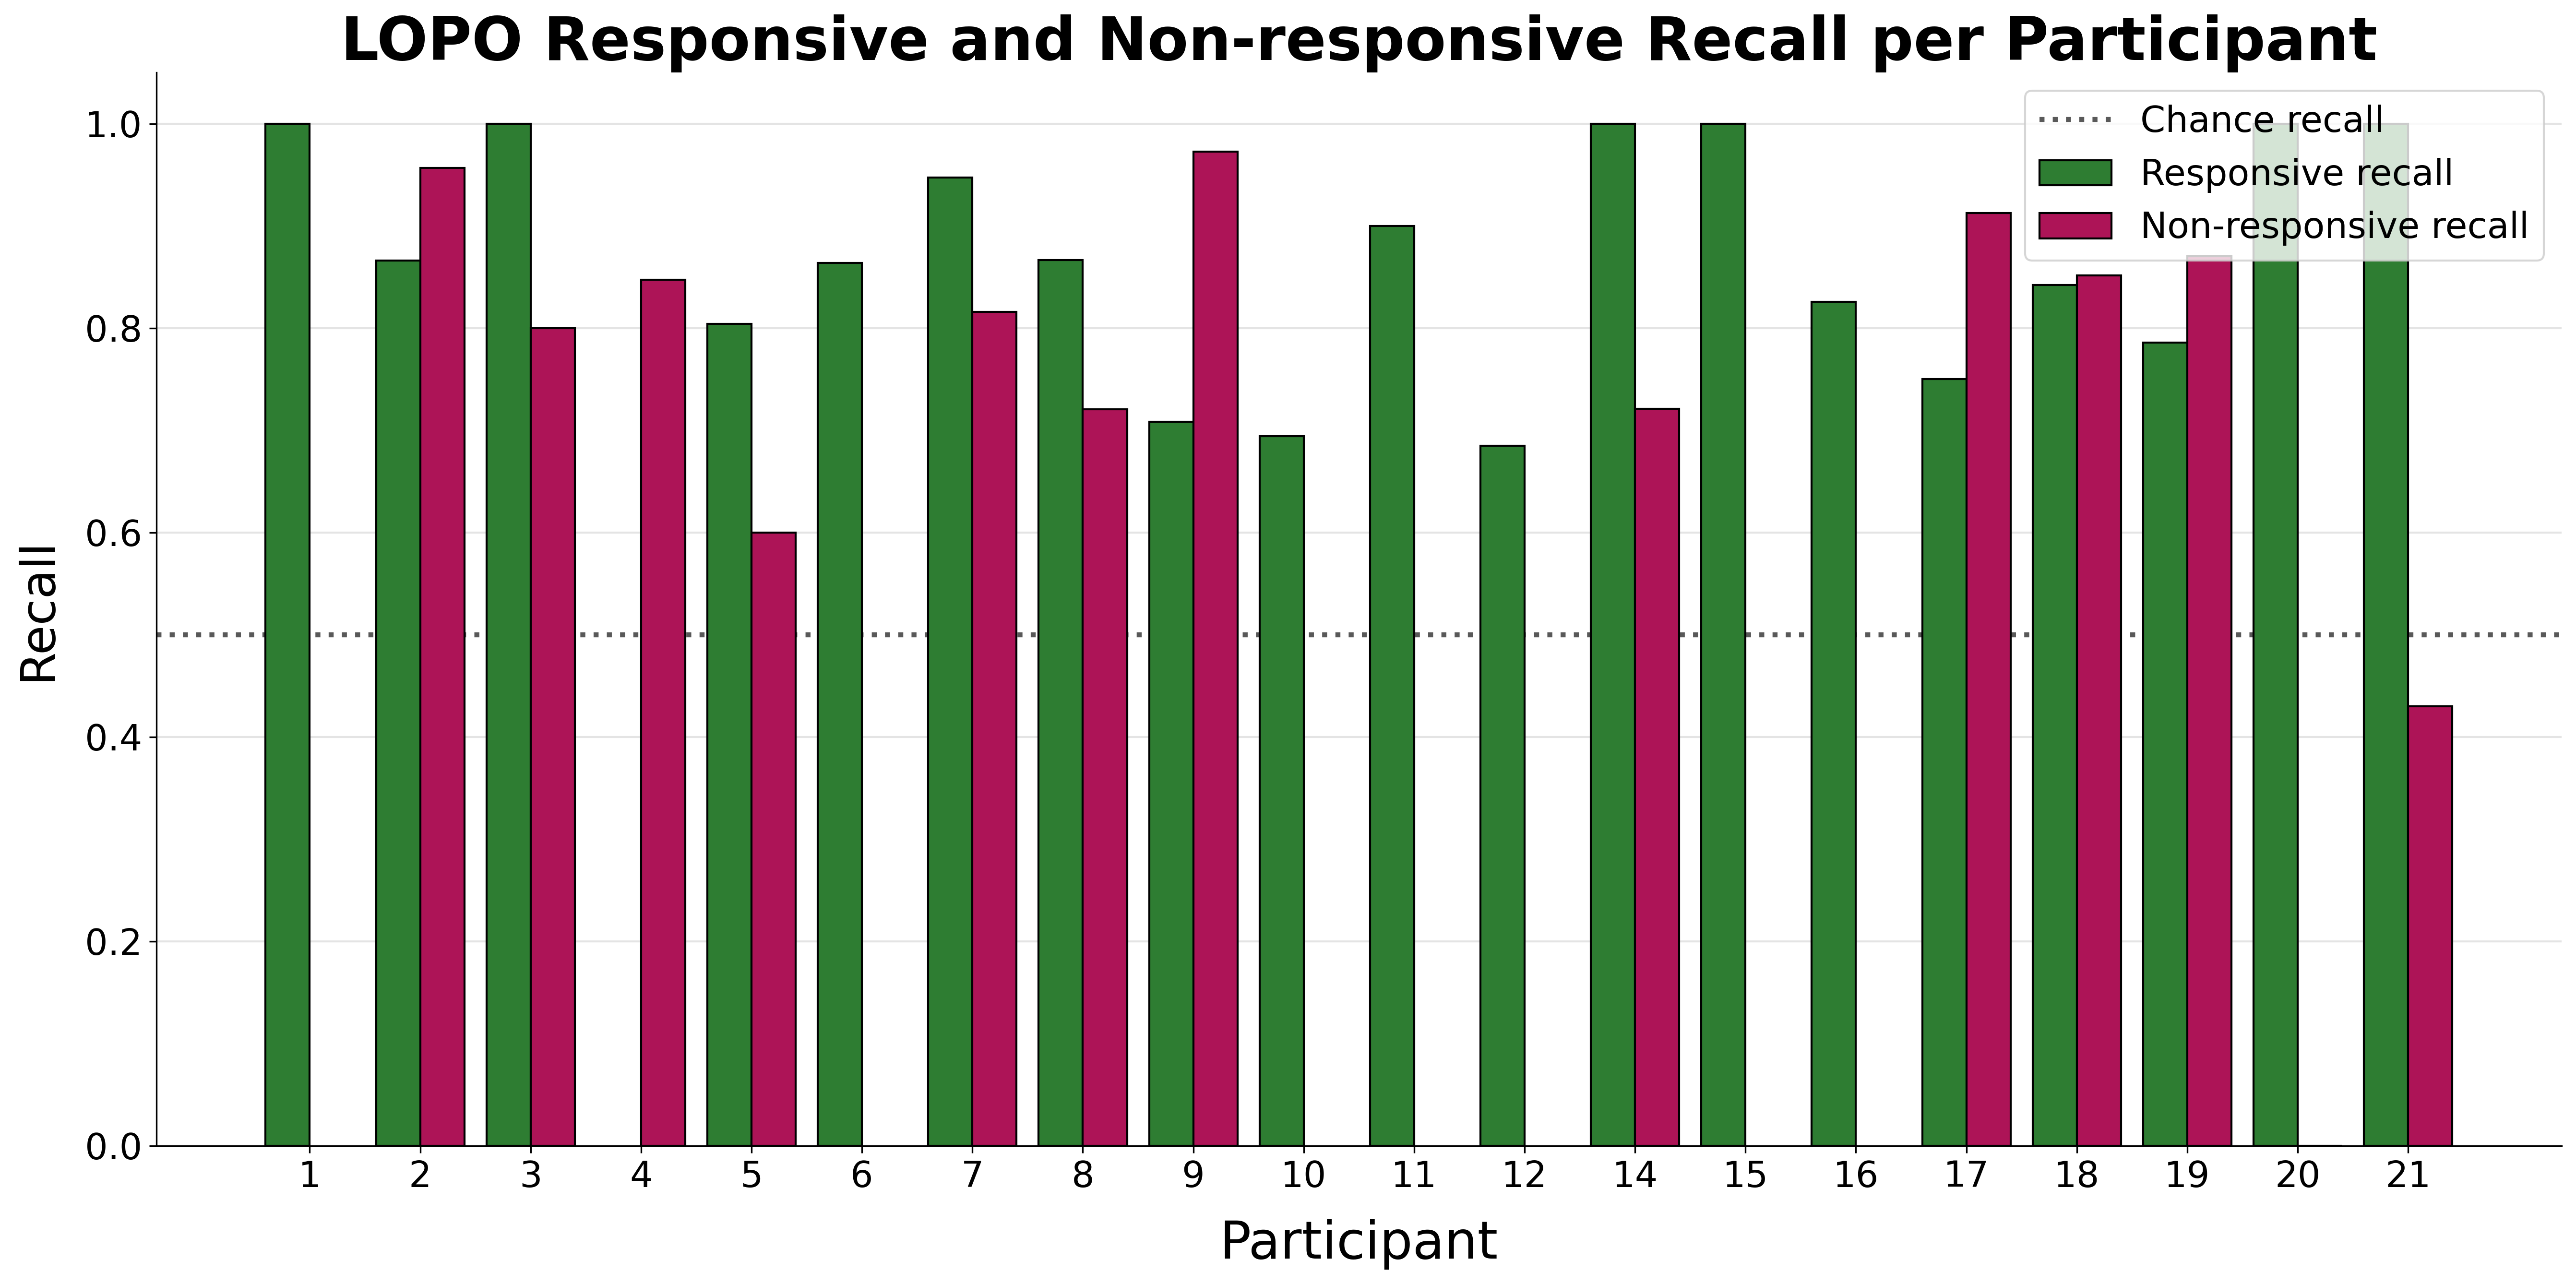 LOPO Responsive and Non-responsive Recall per Participant
Chance recall
Responsive recall
Non-responsive recall
Recall
1.0
0.8
0.6
0.4
0.2
0.0
1 2 3 4 5 6 7 8 9 10 11 12 14 15 16 17 18 19 20 21
Participant